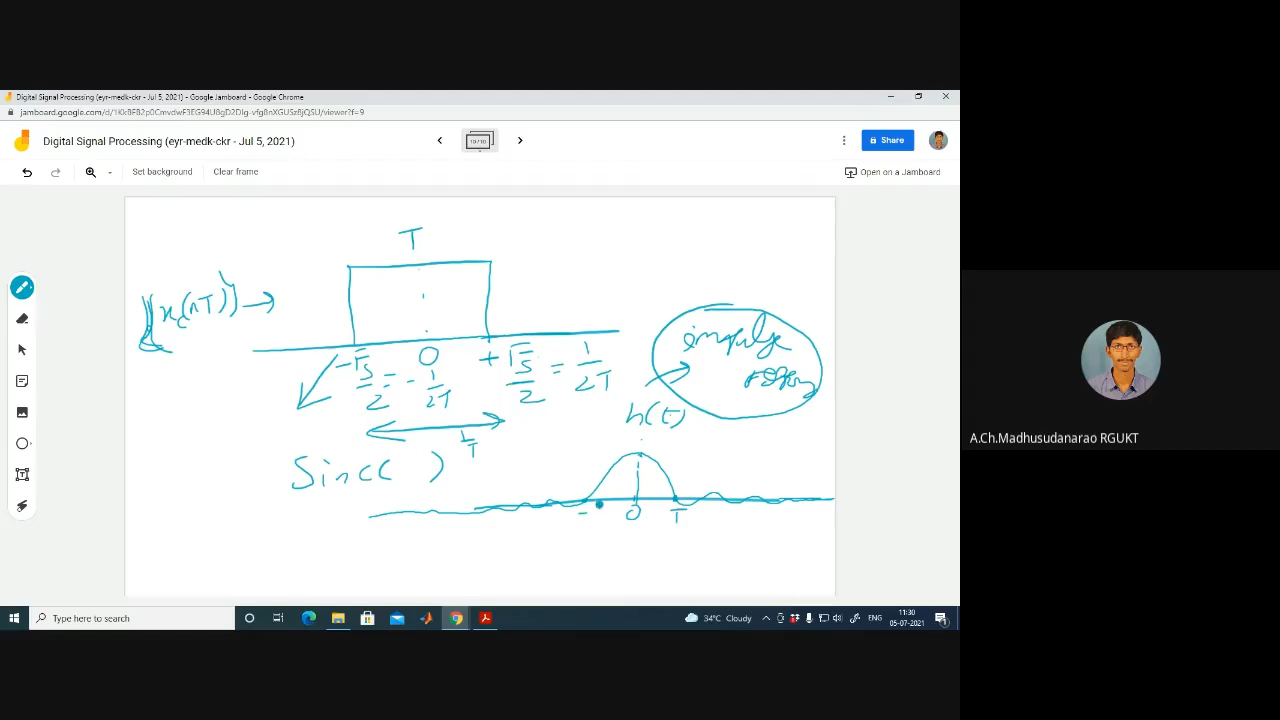 Digital Signal Processing (eyr-medk-ckr - Jul 5, 2021) - Google Jamboard - Google Chrome
Digital Signal Processing (eyr-medk-ckr - Jul 5, 2021)
10/10
Share
Set background
Clear frame
Open on a Jamboard
T
x_c(nT) →
impulse
-Fs/2 = -1/2T
0
+Fs/2 = 1/2T
h(t)
1/T
Sinc( )
-
0
T
A.Ch.Madhusudanarao RGUKT
Type here to search
34°C Cloudy
ENG
11:30
05-07-2021